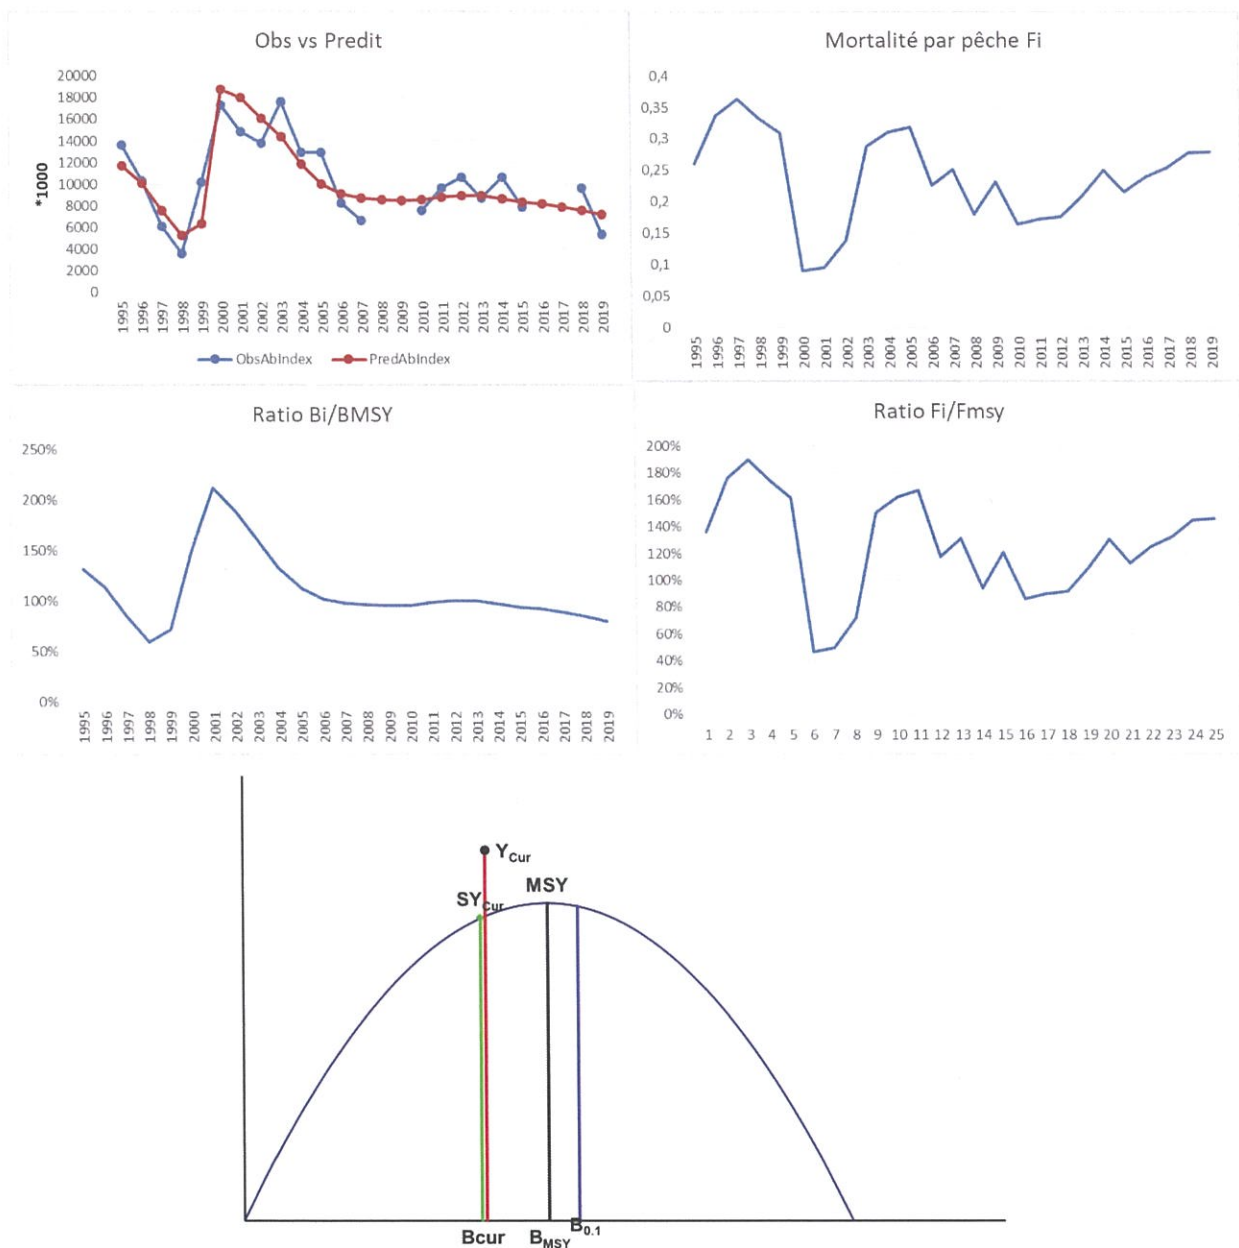 Obs vs Predit
*1000
20000
18000
16000
14000
12000
10000
8000
6000
4000
2000
0
1995 1996 1997 1998 1999 2000 2001 2002 2003 2004 2005 2006 2007 2008 2009 2010 2011 2012 2013 2014 2015 2016 2017 2018 2019
ObsAbIndex PredAbIndex
Mortalité par pêche Fi
0,4
0,35
0,3
0,25
0,2
0,15
0,1
0,05
0
1995 1996 1997 1998 1999 2000 2001 2002 2003 2004 2005 2006 2007 2008 2009 2010 2011 2012 2013 2014 2015 2016 2017 2018 2019
Ratio Bi/BMSY
250%
200%
150%
100%
50%
0%
1995 1996 1997 1998 1999 2000 2001 2002 2003 2004 2005 2006 2007 2008 2009 2010 2011 2012 2013 2014 2015 2016 2017 2018 2019
Ratio Fi/Fmsy
200%
180%
160%
140%
120%
100%
80%
60%
40%
20%
0%
1 2 3 4 5 6 7 8 9 10 11 12 13 14 15 16 17 18 19 20 21 22 23 24 25
YCur
MSY
SYCur
Bcur BMSY B0.1